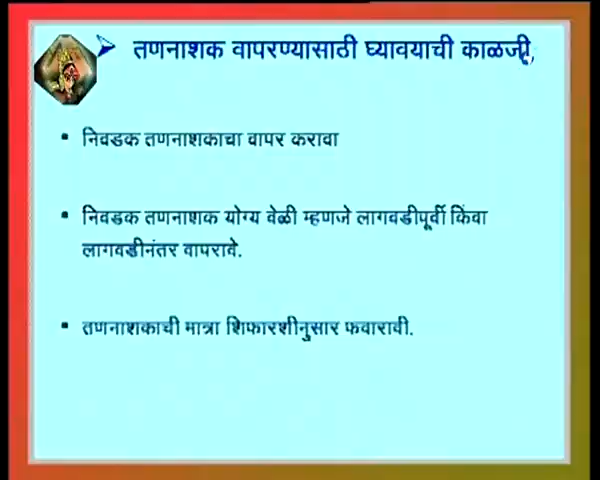 तणनाशक वापरण्यासाठी घ्यावयाची काळजी,
निवडक तणनाशकाचा वापर करावा
निवडक तणनाशक योग्य वेळी म्हणजे लागवडीपूर्वी किंवा
लागवडीनंतर वापरावे.
तणनाशकाची मात्रा शिफारशीनुसार फवारावी.